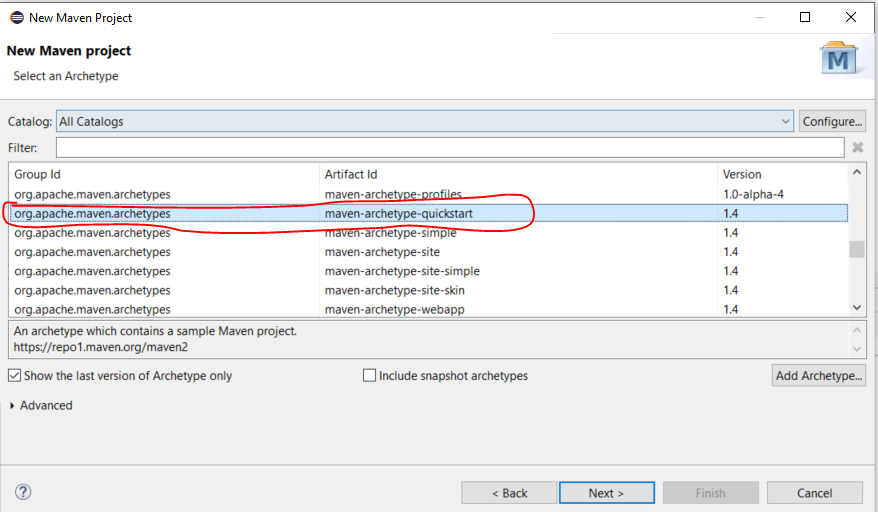 New Maven Project
New Maven project
Select an Archetype
M
Catalog: All Catalogs Configure...
Filter:
Group Id Artifact Id Version
org.apache.maven.archetypes maven-archetype-profiles 1.0-alpha-4
org.apache.maven.archetypes maven-archetype-quickstart 1.4
org.apache.maven.archetypes maven-archetype-simple 1.4
org.apache.maven.archetypes maven-archetype-site 1.4
org.apache.maven.archetypes maven-archetype-site-simple 1.4
org.apache.maven.archetypes maven-archetype-site-skin 1.4
org.apache.maven.archetypes maven-archetype-webapp 1.4
An archetype which contains a sample Maven project.
https://repo1.maven.org/maven2
Show the last version of Archetype only Include snapshot archetypes Add Archetype...
Advanced
? < Back Next > Finish Cancel